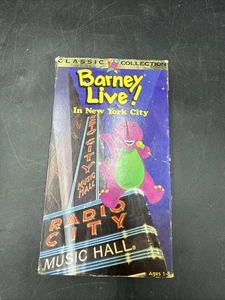 CLASSIC COLLECTION
Barney
Live!
In New York City
RADIO CITY
MUSIC
HALL
RADIO
CITY
MUSIC HALL®